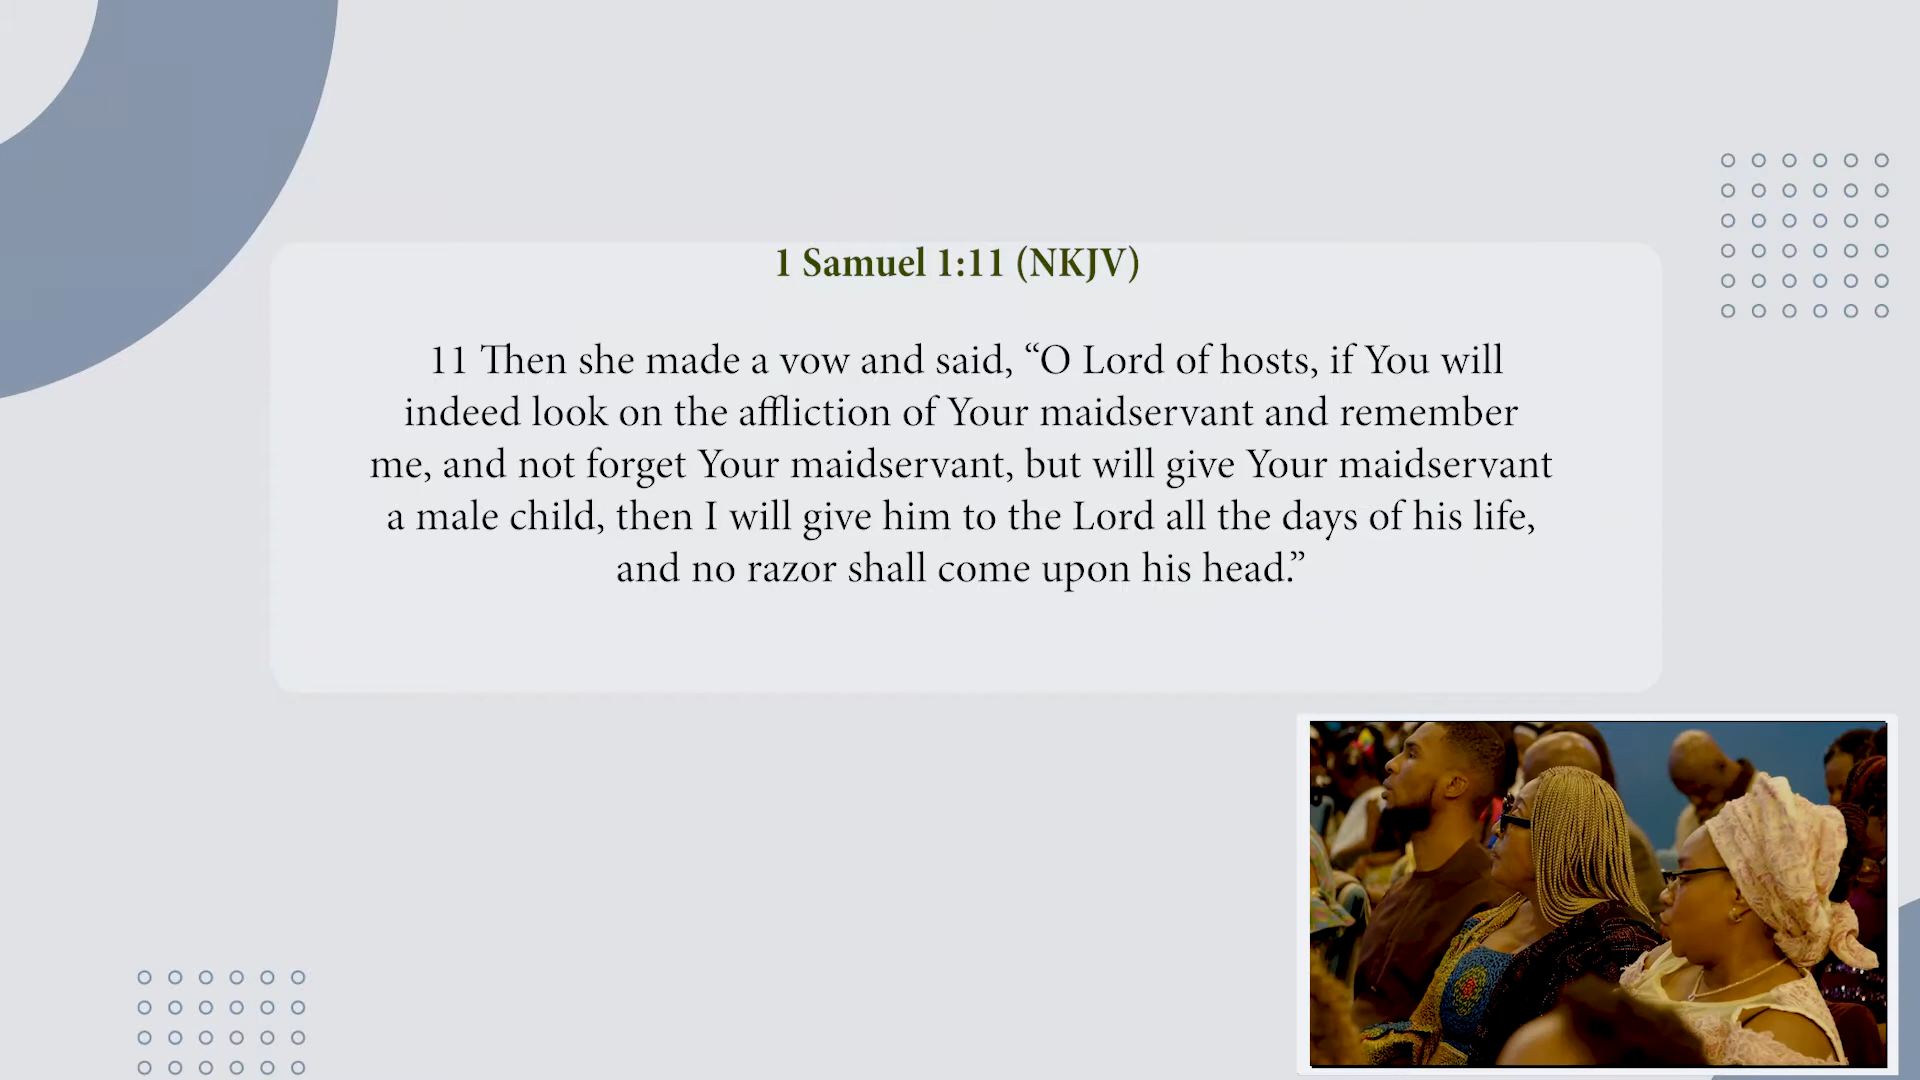 1 Samuel 1:11 (NKJV)
11 Then she made a vow and said, “O Lord of hosts, if You will
indeed look on the affliction of Your maidservant and remember
me, and not forget Your maidservant, but will give Your maidservant
a male child, then I will give him to the Lord all the days of his life,
and no razor shall come upon his head.”